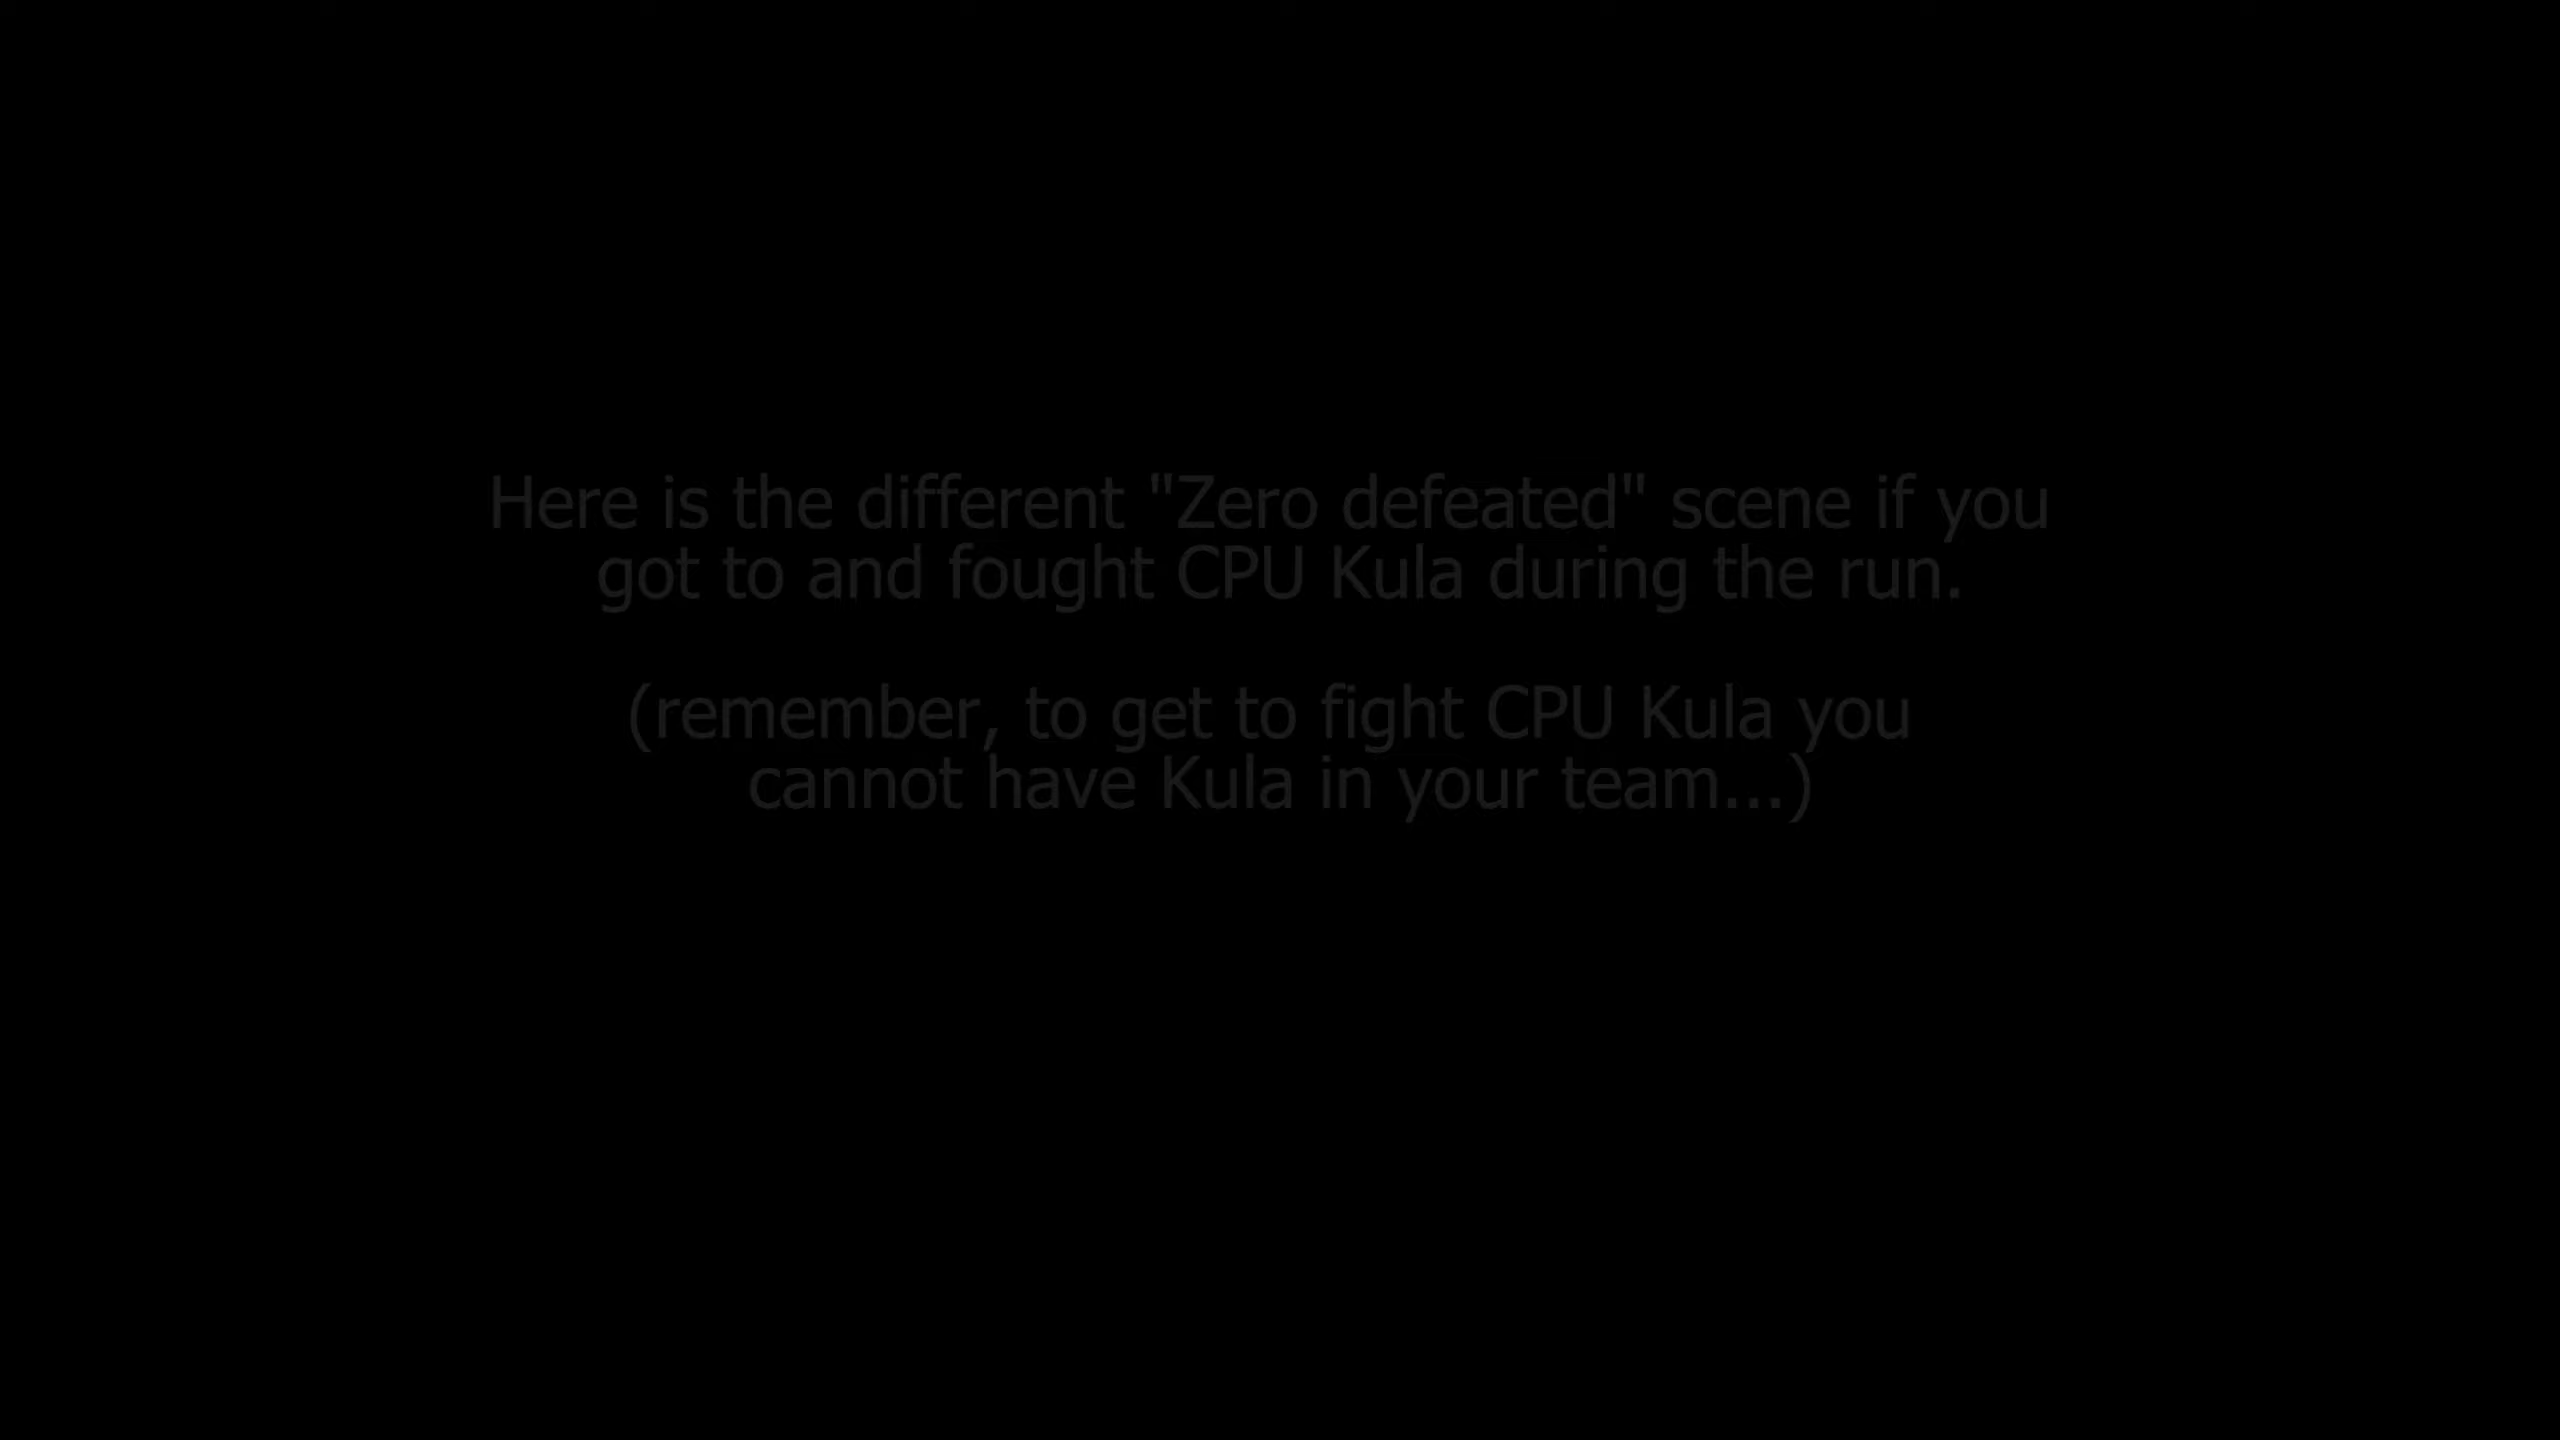 Here is the different "Zero defeated" scene if you
got to and fought CPU Kula during the run.
(remember, to get to fight CPU Kula you
cannot have Kula in your team...)